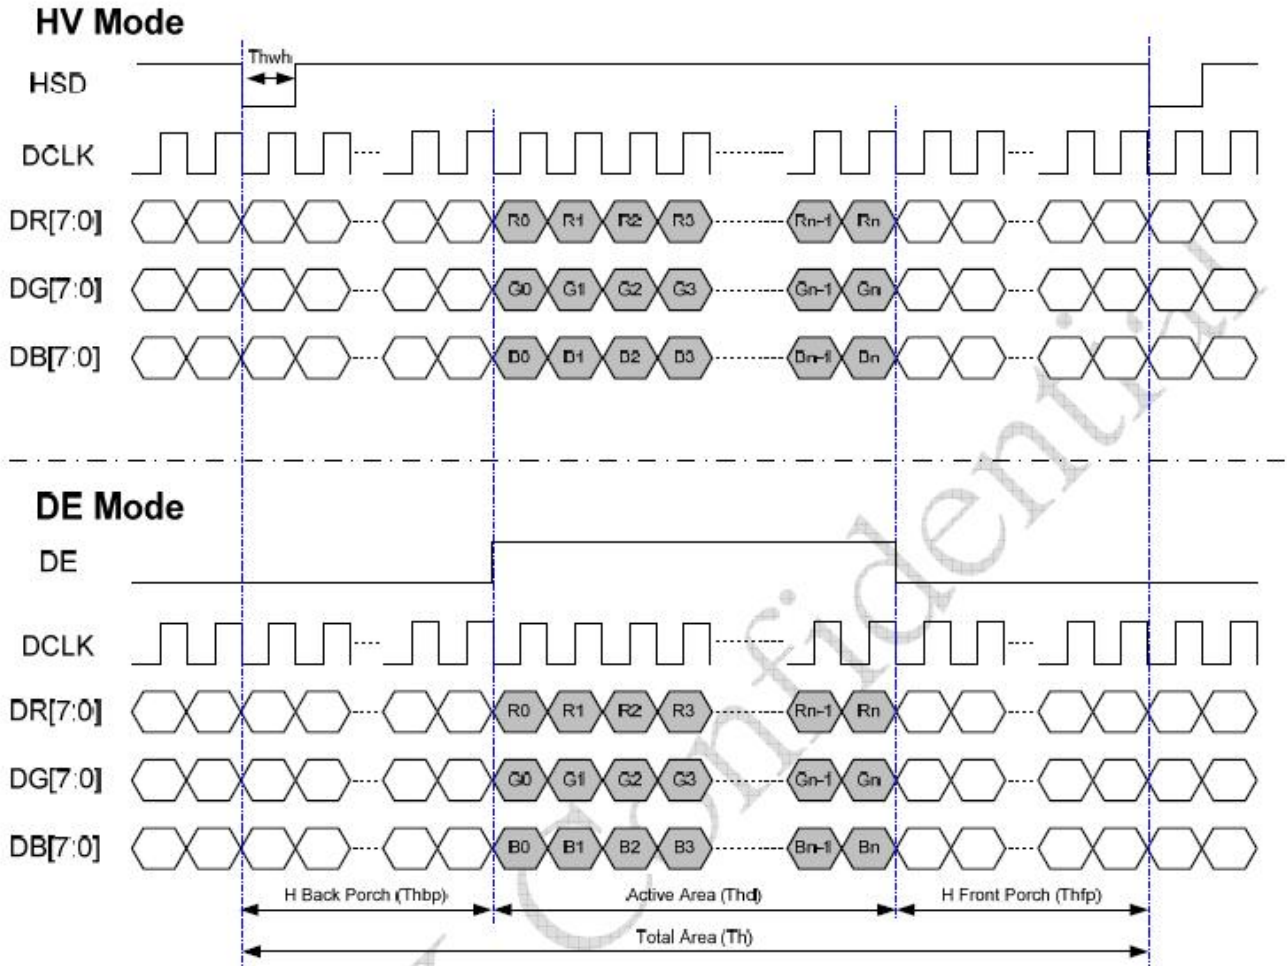 HV Mode
Thwh
HSD
DCLK
DR[7:0] R0 R1 R2 R3 Rn-1 Rn
DG[7:0] G0 G1 G2 G3 Gn-1 Gn
DB[7:0] B0 B1 B2 B3 Bn-1 Bn
DE Mode
DE
DCLK
DR[7:0] R0 R1 R2 R3 Rn-1 Rn
DG[7:0] G0 G1 G2 G3 Gn-1 Gn
DB[7:0] B0 B1 B2 B3 Bn-1 Bn
H Back Porch (Thbp) Active Area (Thd) H Front Porch (Thfp)
Total Area (Th)
Confidential